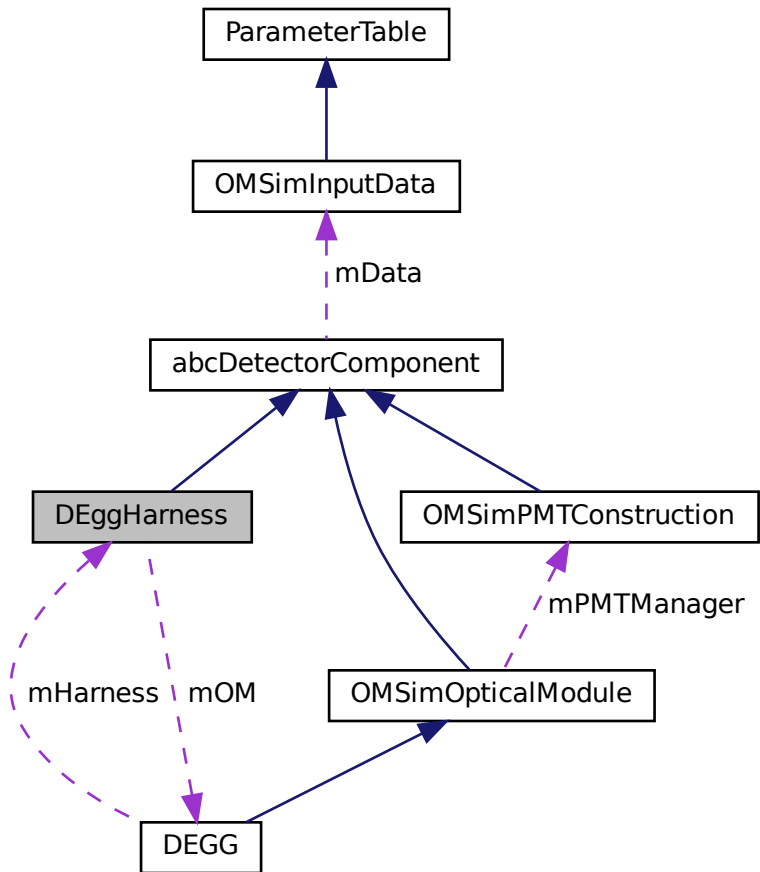 ParameterTable
OMSimInputData
mData
abcDetectorComponent
DEggHarness
OMSimPMTConstruction
mPMTManager
mHarness
mOM
OMSimOpticalModule
DEGG